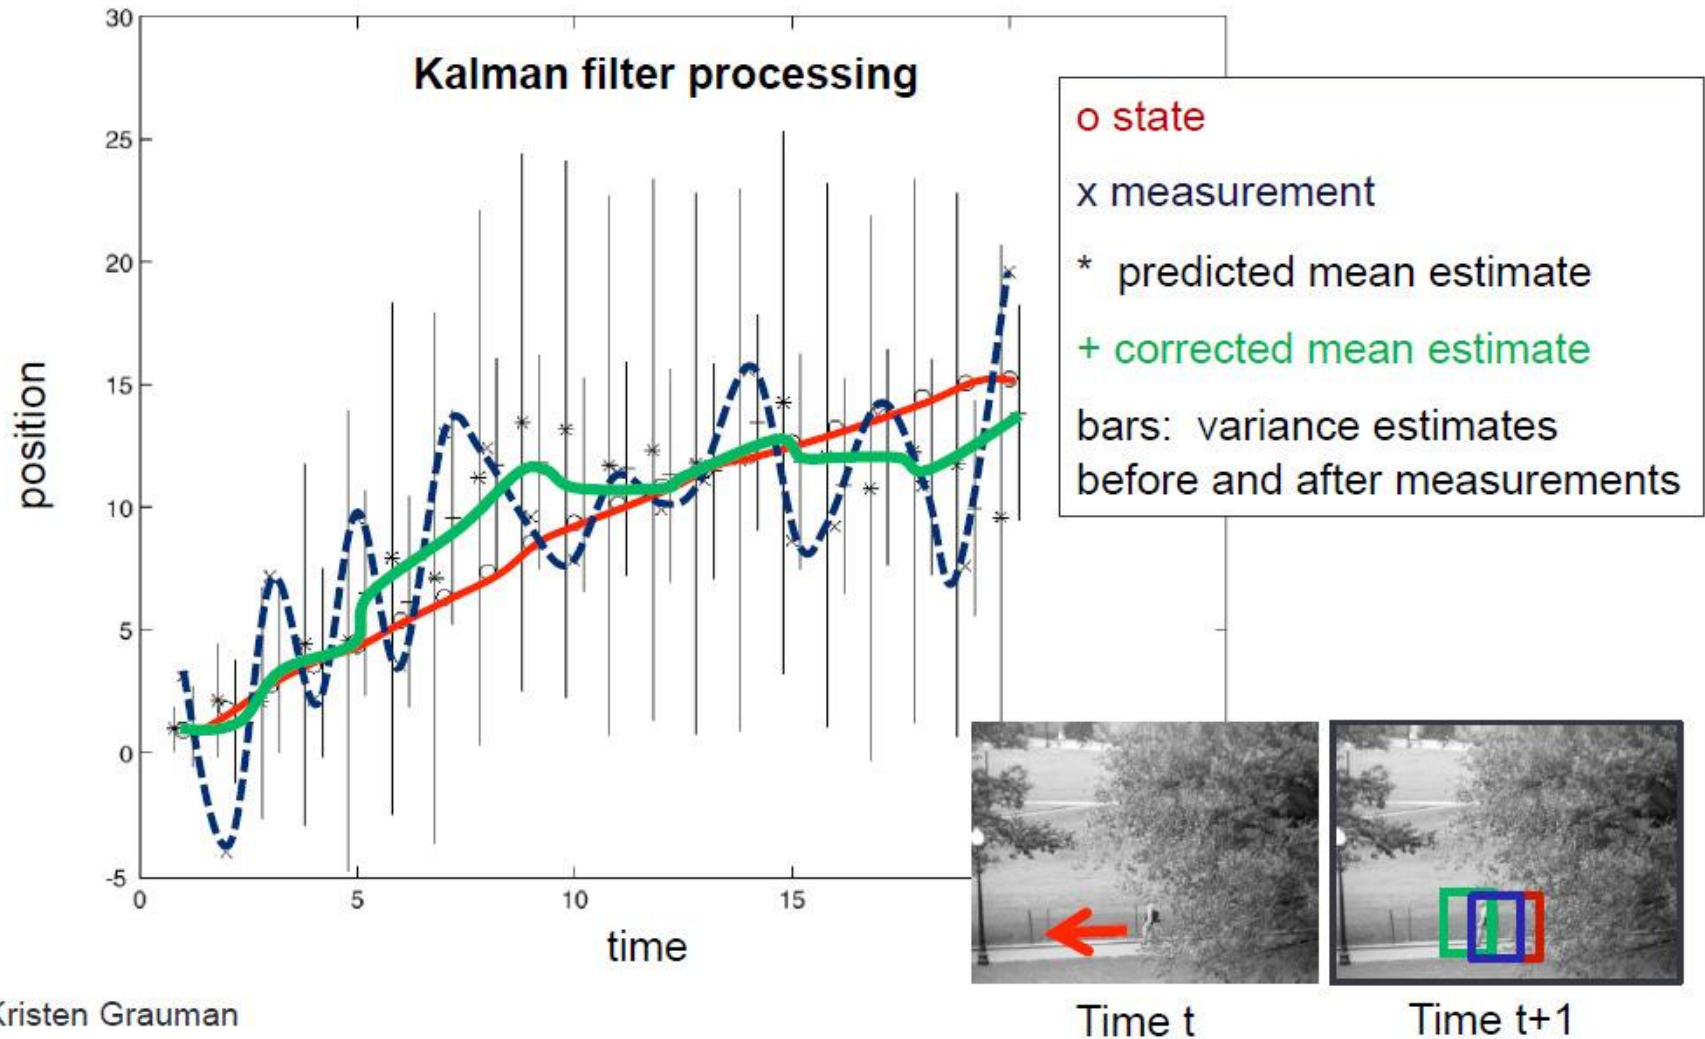 Kalman filter processing
30
25
20
15
10
5
0
-5
0
5
10
15
position
time
o state
x measurement
* predicted mean estimate
+ corrected mean estimate
bars: variance estimates
before and after measurements
Time t
Time t+1
Kristen Grauman